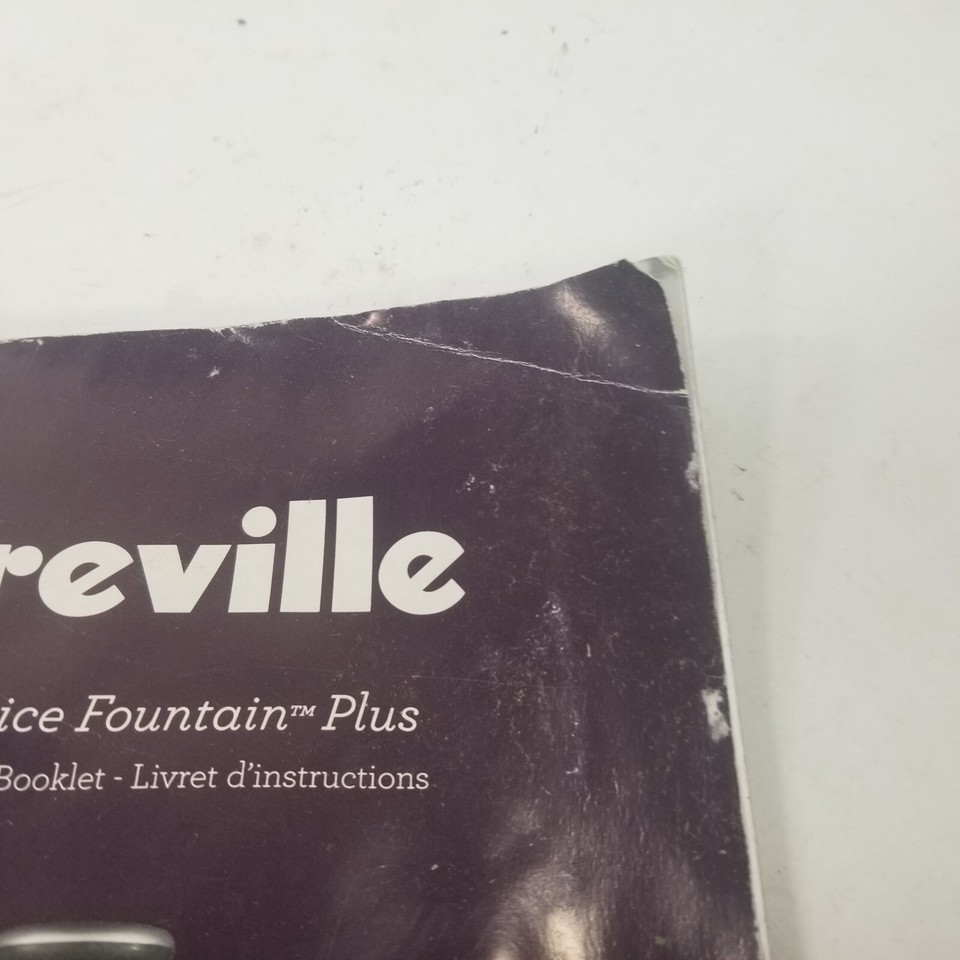 reville
ice Fountain™ Plus
Booklet - Livret d'instructions